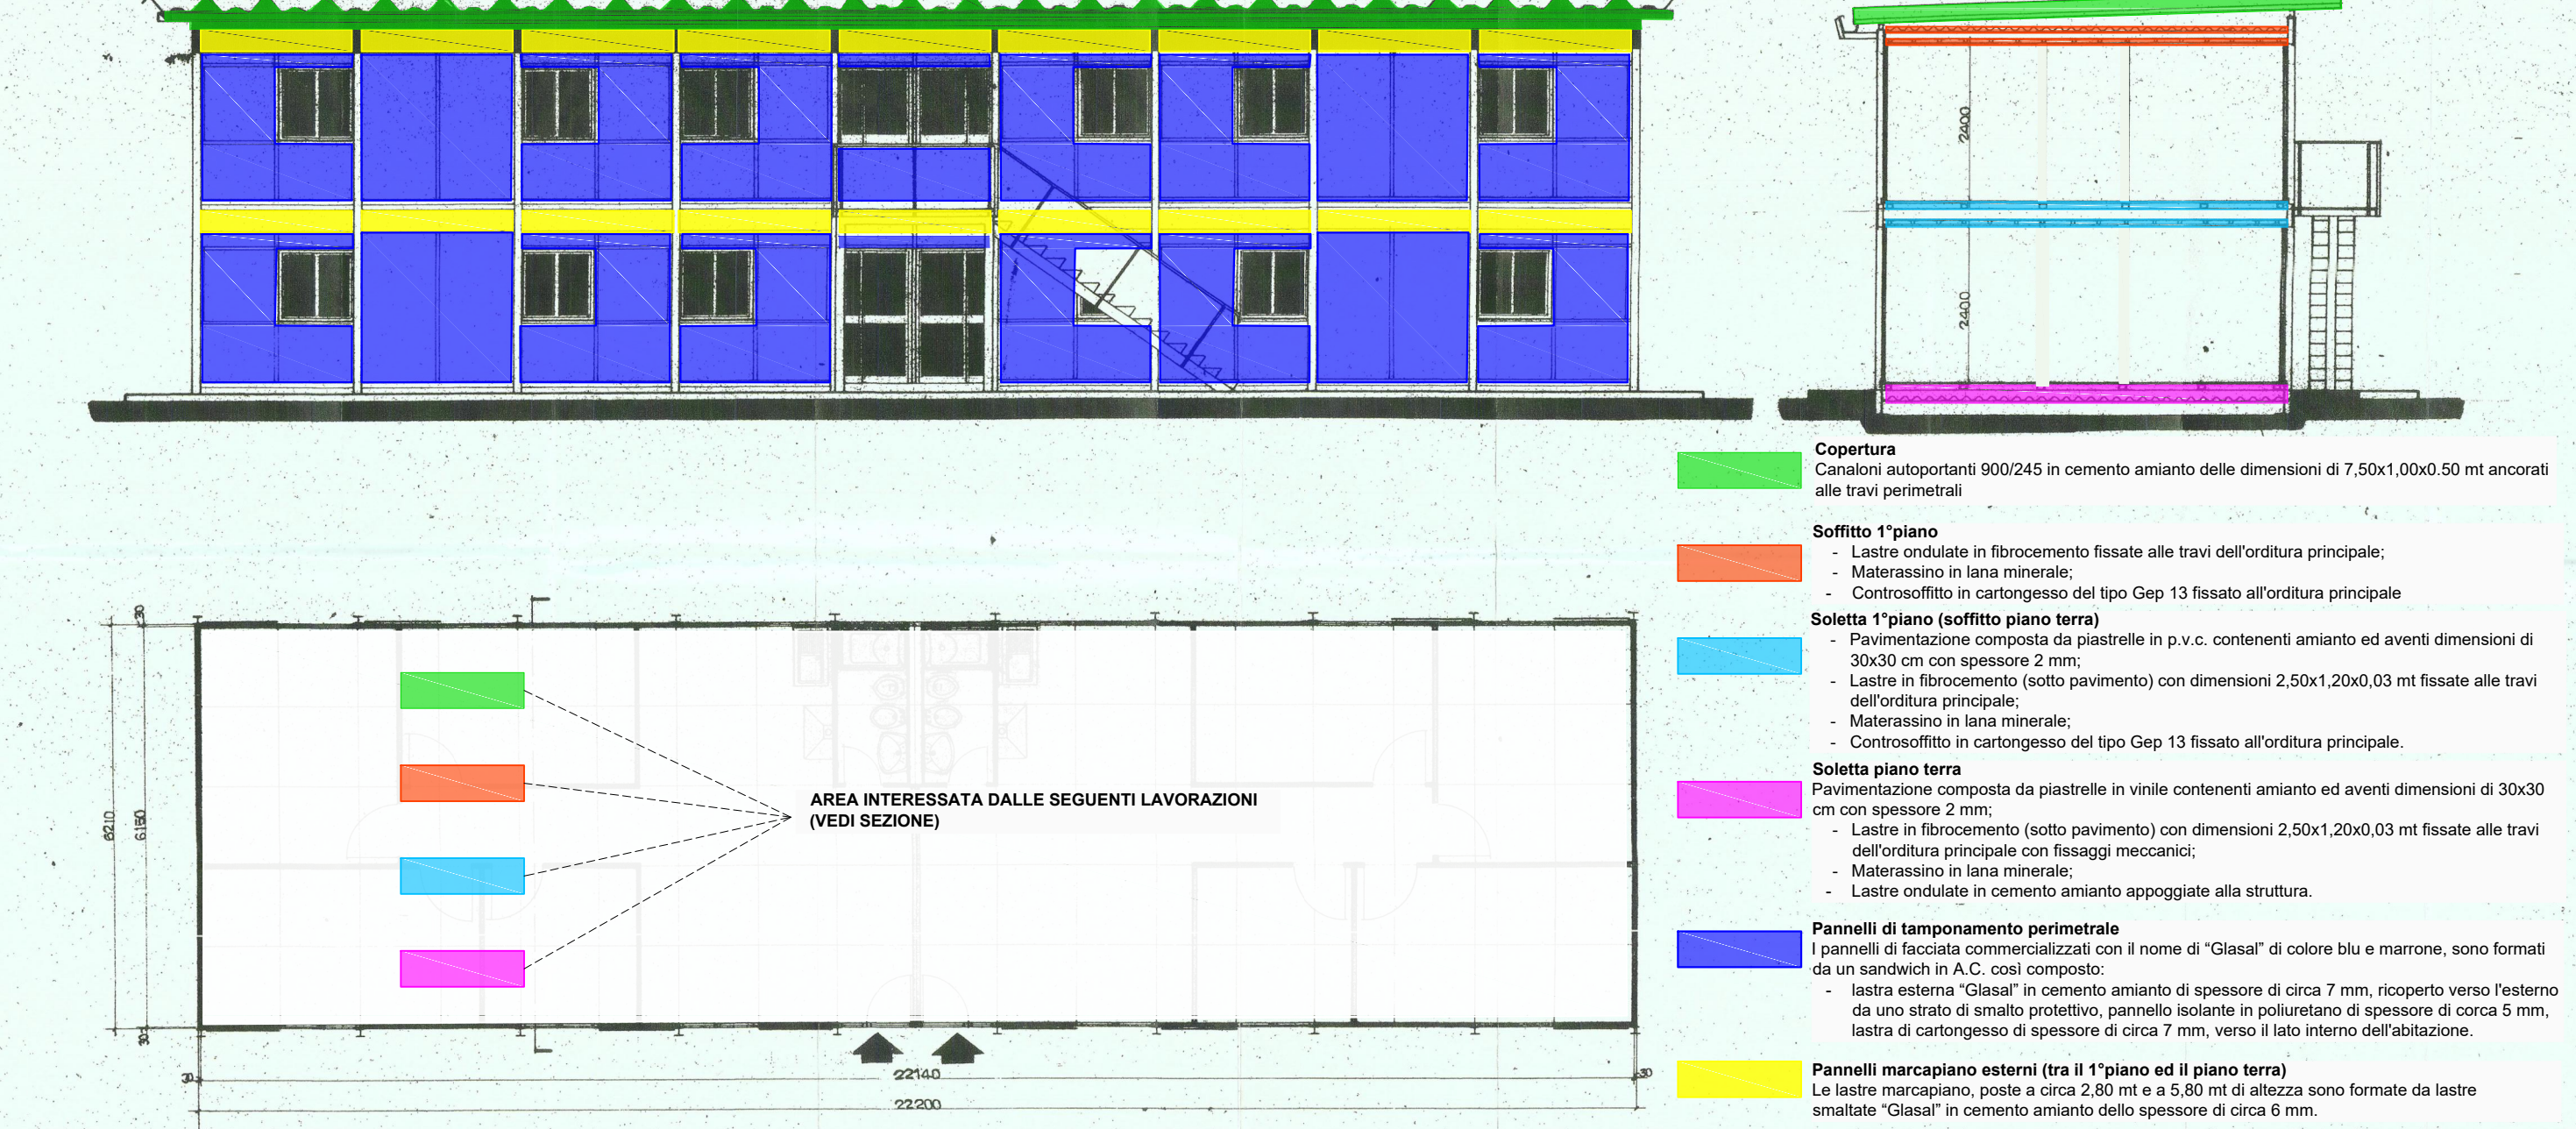 2400
2400
Copertura
Canaloni autoportanti 900/245 in cemento amianto delle dimensioni di 7,50x1,00x0.50 mt ancorati
alle travi perimetrali
Soffitto 1°piano
- Lastre ondulate in fibrocemento fissate alle travi dell'orditura principale;
- Materassino in lana minerale;
- Controsoffitto in cartongesso del tipo Gep 13 fissato all'orditura principale
Soletta 1°piano (soffitto piano terra)
- Pavimentazione composta da piastrelle in p.v.c. contenenti amianto ed aventi dimensioni di
30x30 cm con spessore 2 mm;
- Lastre in fibrocemento (sotto pavimento) con dimensioni 2,50x1,20x0,03 mt fissate alle travi
dell'orditura principale;
- Materassino in lana minerale;
- Controsoffitto in cartongesso del tipo Gep 13 fissato all'orditura principale.
Soletta piano terra
Pavimentazione composta da piastrelle in vinile contenenti amianto ed aventi dimensioni di 30x30
cm con spessore 2 mm;
- Lastre in fibrocemento (sotto pavimento) con dimensioni 2,50x1,20x0,03 mt fissate alle travi
dell'orditura principale con fissaggi meccanici;
- Materassino in lana minerale;
- Lastre ondulate in cemento amianto appoggiate alla struttura.
Pannelli di tamponamento perimetrale
I pannelli di facciata commercializzati con il nome di “Glasal” di colore blu e marrone, sono formati
da un sandwich in A.C. così composto:
- lastra esterna “Glasal” in cemento amianto di spessore di circa 7 mm, ricoperto verso l'esterno
da uno strato di smalto protettivo, pannello isolante in poliuretano di spessore di corca 5 mm,
lastra di cartongesso di spessore di circa 7 mm, verso il lato interno dell'abitazione.
Pannelli marcapiano esterni (tra il 1°piano ed il piano terra)
Le lastre marcapiano, poste a circa 2,80 mt e a 5,80 mt di altezza sono formate da lastre
smaltate “Glasal” in cemento amianto dello spessore di circa 6 mm.
30
6210
6150
30
AREA INTERESSATA DALLE SEGUENTI LAVORAZIONI
(VEDI SEZIONE)
30
22140
30
22200